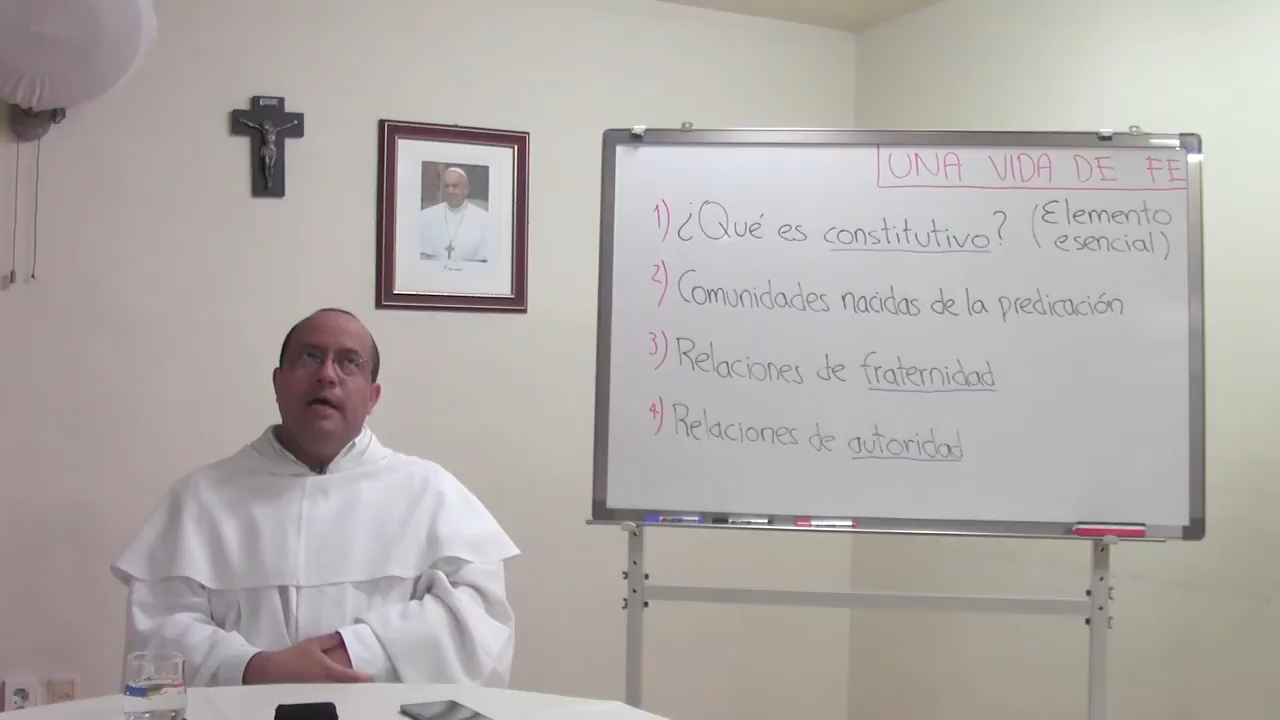 UNA VIDA DE FE
1) ¿Qué es constitutivo? (Elemento
esencial)
2) Comunidades nacidas de la predicación
3) Relaciones de fraternidad
4) Relaciones de autoridad